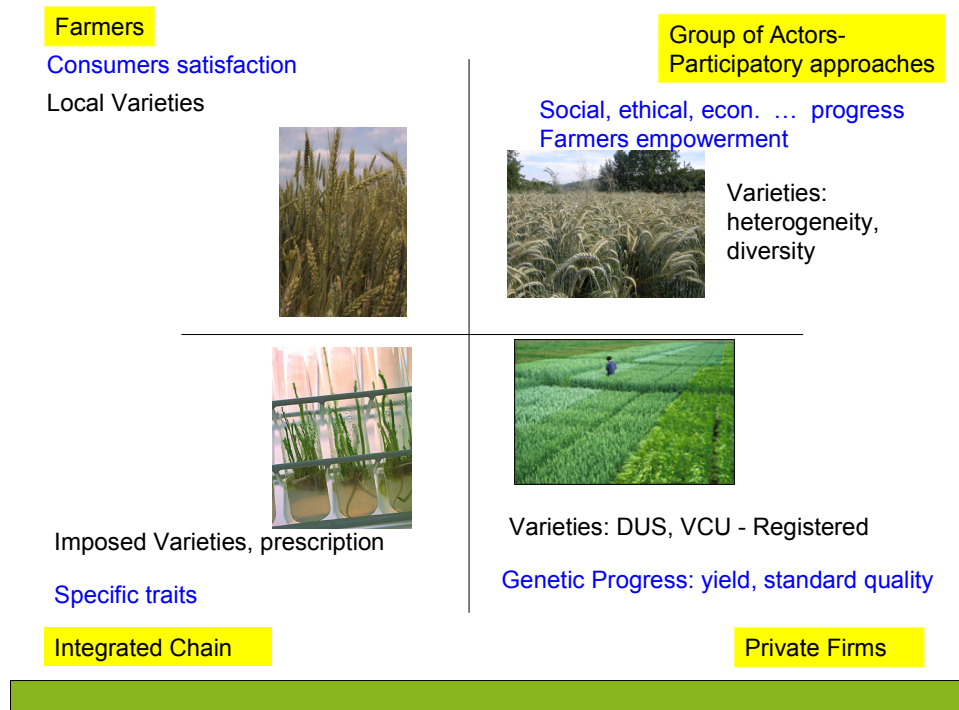 Farmers
Consumers satisfaction
Local Varieties
Group of Actors-
Participatory approaches
Social, ethical, econ. … progress
Farmers empowerment
Varieties:
heterogeneity,
diversity
Imposed Varieties, prescription
Specific traits
Integrated Chain
Varieties: DUS, VCU - Registered
Genetic Progress: yield, standard quality
Private Firms